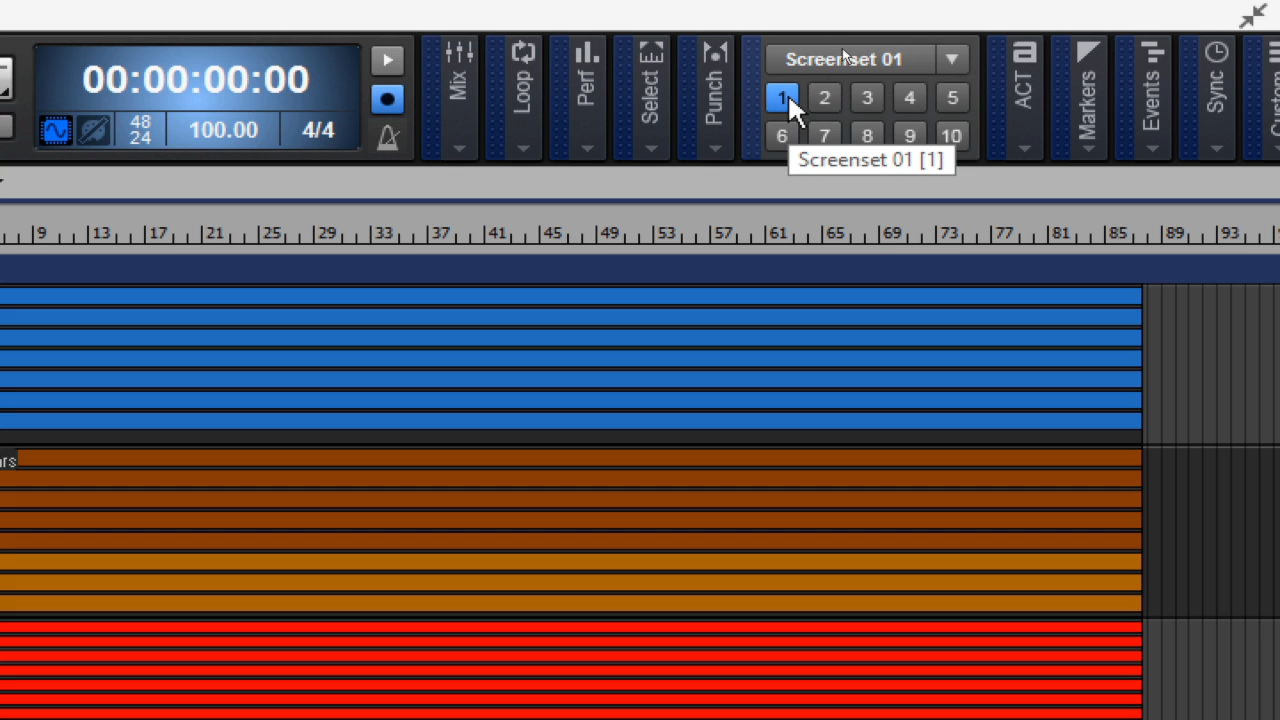 00:00:00:00
48
24
100.00
4/4
Mix
Loop
Perf
Select
Punch
Screenset 01
1 2 3 4 5
6 7 8 9 10
Screenset 01 [1]
ACT
Markers
Events
Sync
9 13 17 21 25 29 33 37 41 45 49 53 57 61 65 69 73 77 81 85 89 93